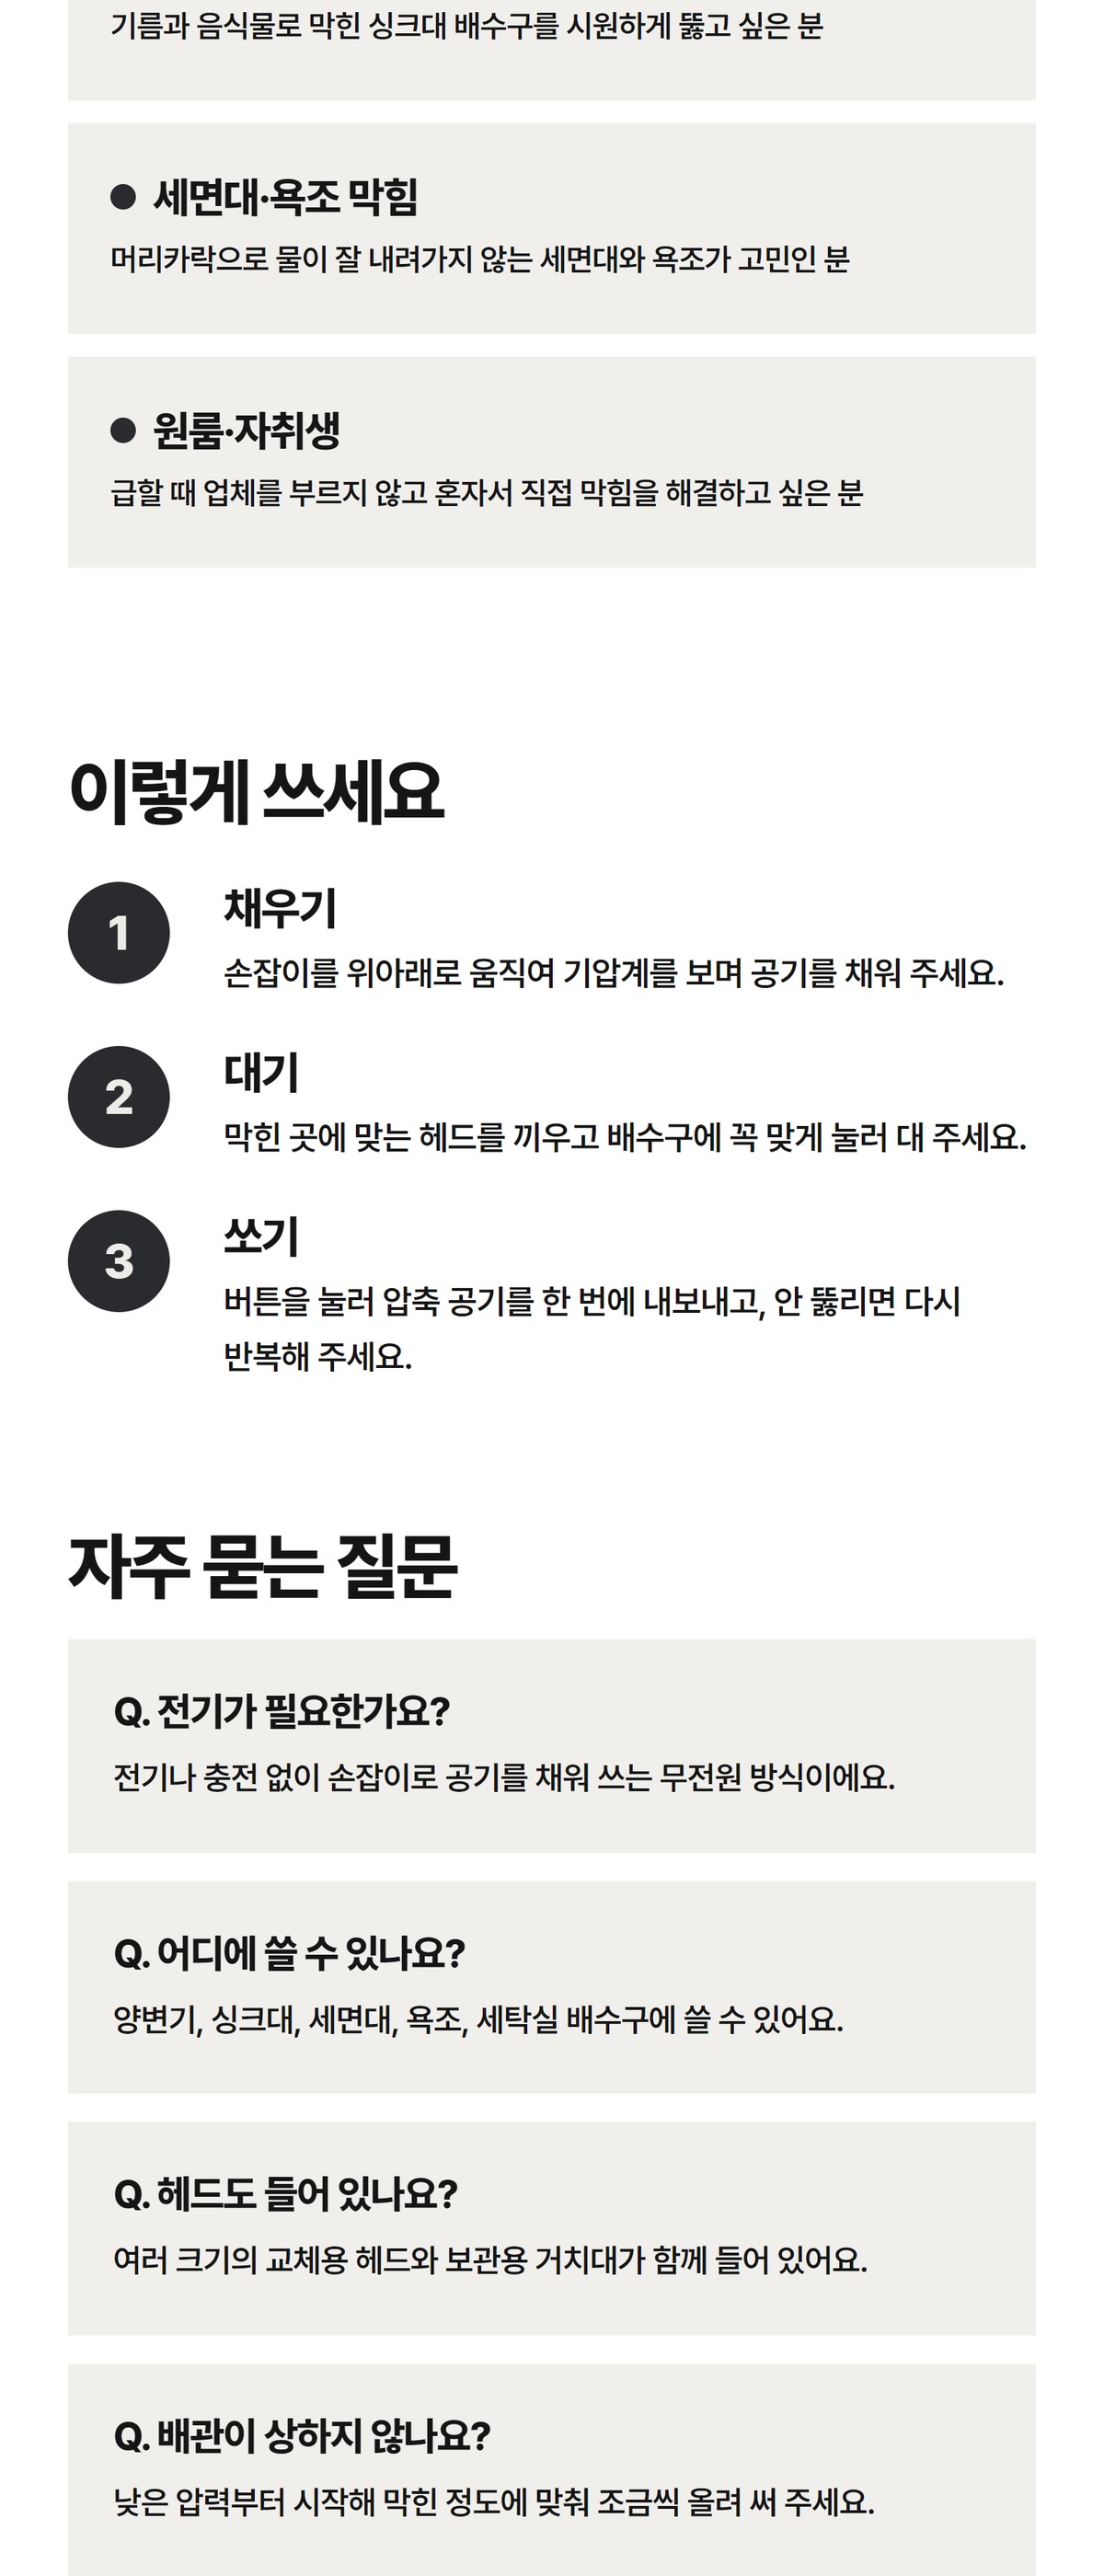 기름과 음식물로 막힌 싱크대 배수구를 시원하게 뚫고 싶은 분
세면대·욕조 막힘
머리카락으로 물이 잘 내려가지 않는 세면대와 욕조가 고민인 분
원룸·자취생
급할 때 업체를 부르지 않고 혼자서 직접 막힘을 해결하고 싶은 분
이렇게 쓰세요
1
채우기
손잡이를 위아래로 움직여 기압계를 보며 공기를 채워 주세요.
2
대기
막힌 곳에 맞는 헤드를 끼우고 배수구에 꼭 맞게 눌러 대 주세요.
3
쏘기
버튼을 눌러 압축 공기를 한 번에 내보내고, 안 뚫리면 다시
반복해 주세요.
자주 묻는 질문
Q. 전기가 필요한가요?
전기나 충전 없이 손잡이로 공기를 채워 쓰는 무전원 방식이에요.
Q. 어디에 쓸 수 있나요?
양변기, 싱크대, 세면대, 욕조, 세탁실 배수구에 쓸 수 있어요.
Q. 헤드도 들어 있나요?
여러 크기의 교체용 헤드와 보관용 거치대가 함께 들어 있어요.
Q. 배관이 상하지 않나요?
낮은 압력부터 시작해 막힌 정도에 맞춰 조금씩 올려 써 주세요.